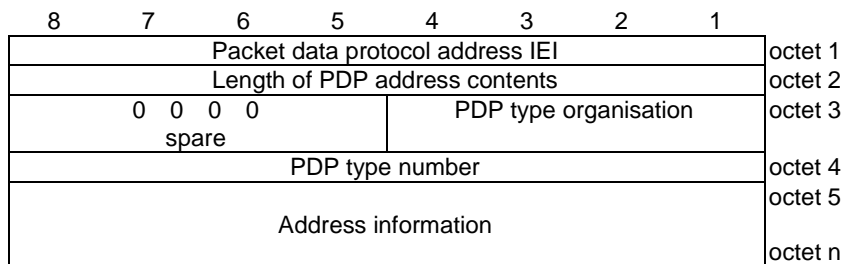 8 7 6 5 4 3 2 1
Packet data protocol address IEI octet 1
Length of PDP address contents octet 2
0 0 0 0 PDP type organisation octet 3
spare
PDP type number octet 4
octet 5
Address information
octet n